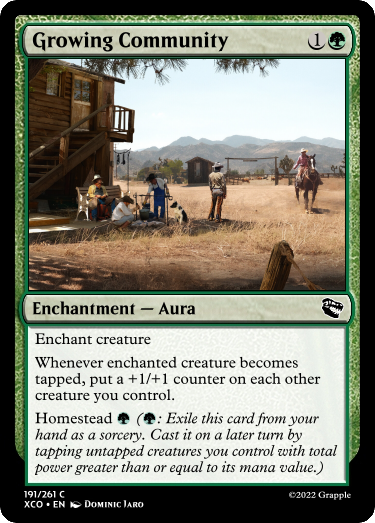 Growing Community 1
Enchantment — Aura
Enchant creature
Whenever enchanted creature becomes
tapped, put a +1/+1 counter on each other
creature you control.
Homestead (: Exile this card from your
hand as a sorcery. Cast it on a later turn by
tapping untapped creatures you control with total
power greater than or equal to its mana value.)
191/261 C
XCO • EN Dominic Jaro
©2022 Grapple